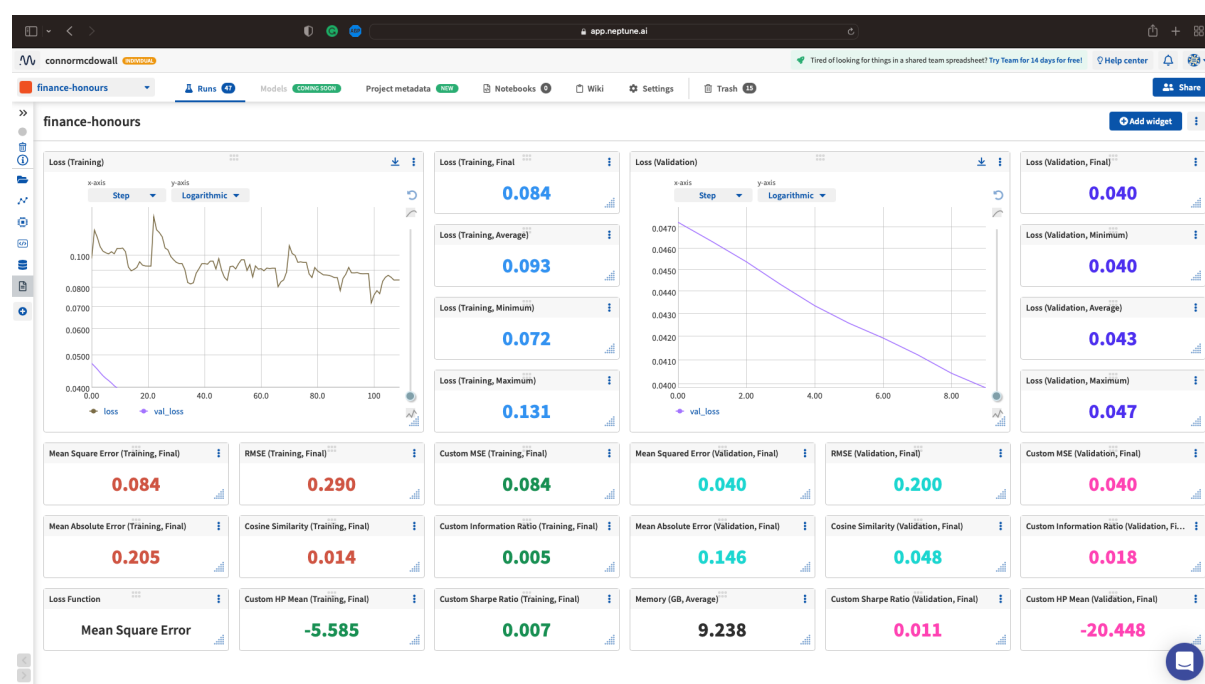 app.neptune.ai
connormcdowall INDIVIDUAL
Tired of looking for things in a shared team spreadsheet? Try Team for 14 days for free!
Help center
finance-honours
Runs 47
Models COMING SOON
Project metadata NEW
Notebooks 0
Wiki
Settings
Trash 15
Share
finance-honours
Add widget
Loss (Training)
x-axis
y-axis
Step
Logarithmic
0.100
0.0800
0.0700
0.0600
0.0500
0.0400
0.00 20.0 40.0 60.0 80.0 100
loss val_loss
Loss (Training, Final
0.084
Loss (Training, Average)
0.093
Loss (Training, Minimum)
0.072
Loss (Training, Maximum)
0.131
Loss (Validation)
x-axis
y-axis
Step
Logarithmic
0.0470
0.0460
0.0450
0.0440
0.0430
0.0420
0.0410
0.0400
0.00 2.00 4.00 6.00 8.00
val_loss
Loss (Validation, Final)
0.040
Loss (Validation, Minimum)
0.040
Loss (Validation, Average)
0.043
Loss (Validation, Maximum)
0.047
Mean Square Error (Training, Final)
0.084
RMSE (Training, Final)
0.290
Custom MSE (Training, Final)
0.084
Mean Squared Error (Validation, Final)
0.040
RMSE (Validation, Final)
0.200
Custom MSE (Validation, Final)
0.040
Mean Absolute Error (Training, Final)
0.205
Cosine Similarity (Training, Final)
0.014
Custom Information Ratio (Training, Final)
0.005
Mean Absolute Error (Validation, Final)
0.146
Cosine Similarity (Validation, Final)
0.048
Custom Information Ratio (Validation, Fi...
0.018
Loss Function
Mean Square Error
Custom HP Mean (Training, Final)
-5.585
Custom Sharpe Ratio (Training, Final)
0.007
Memory (GB, Average)
9.238
Custom Sharpe Ratio (Validation, Final)
0.011
Custom HP Mean (Validation, Final)
-20.448